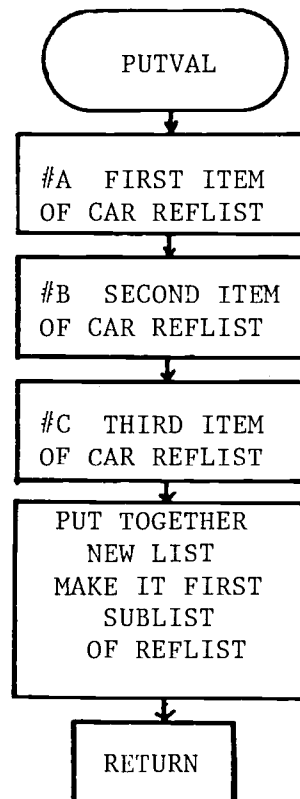 PUTVAL
#A FIRST ITEM
OF CAR REFLIST
#B SECOND ITEM
OF CAR REFLIST
#C THIRD ITEM
OF CAR REFLIST
PUT TOGETHER
NEW LIST
MAKE IT FIRST
SUBLIST
OF REFLIST
RETURN